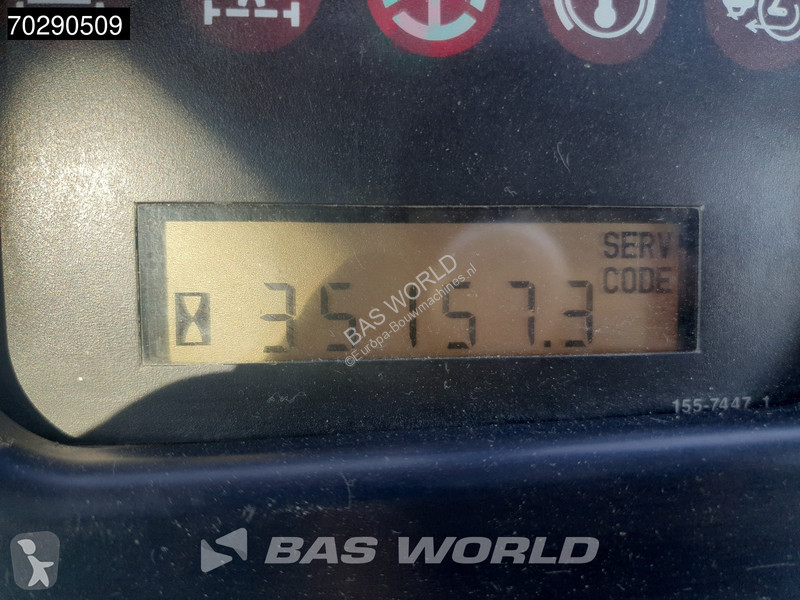 70290509
SERV
CODE
35157.3
BAS WORLD
©Europa-Bouwmachines.nl
155-7447 1
BAS WORLD